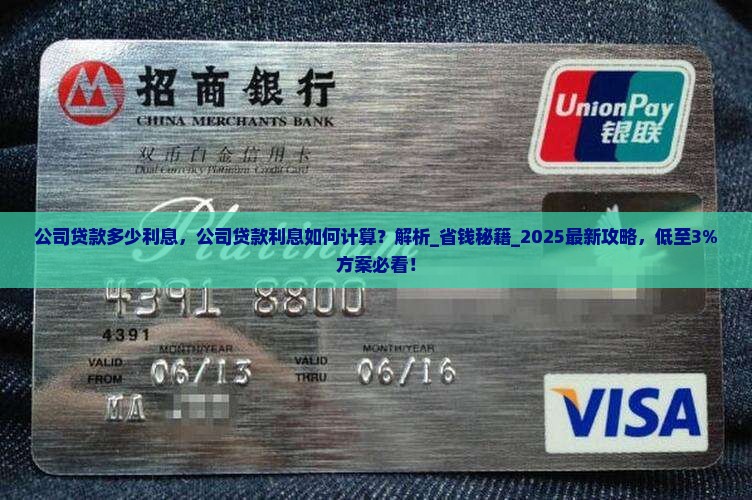 招商銀行
CHINA MERCHANTS BANK
双币白金信用卡
Dual Currency Platinum Credit Card
UnionPay
银联
Platinum
公司贷款多少利息，公司贷款利息如何计算？解析_省钱秘籍_2025最新攻略，低至3%
方案必看！
4391 8800
4391
MONTH/YEAR
MONTH/YEAR
VALID FROM 06/13
VALID THRU 06/16
MA
VISA